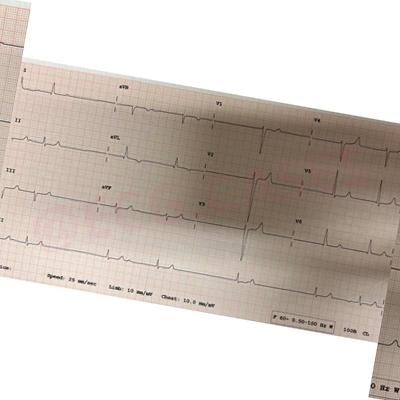 I aVR V1 V4
II aVL V2 V5
III aVF V3 V6
Speed: 25 mm/sec Limb: 10 mm/mV Chest: 10.0 mm/mV
F 60~ 0.50-100 Hz W 100B CL